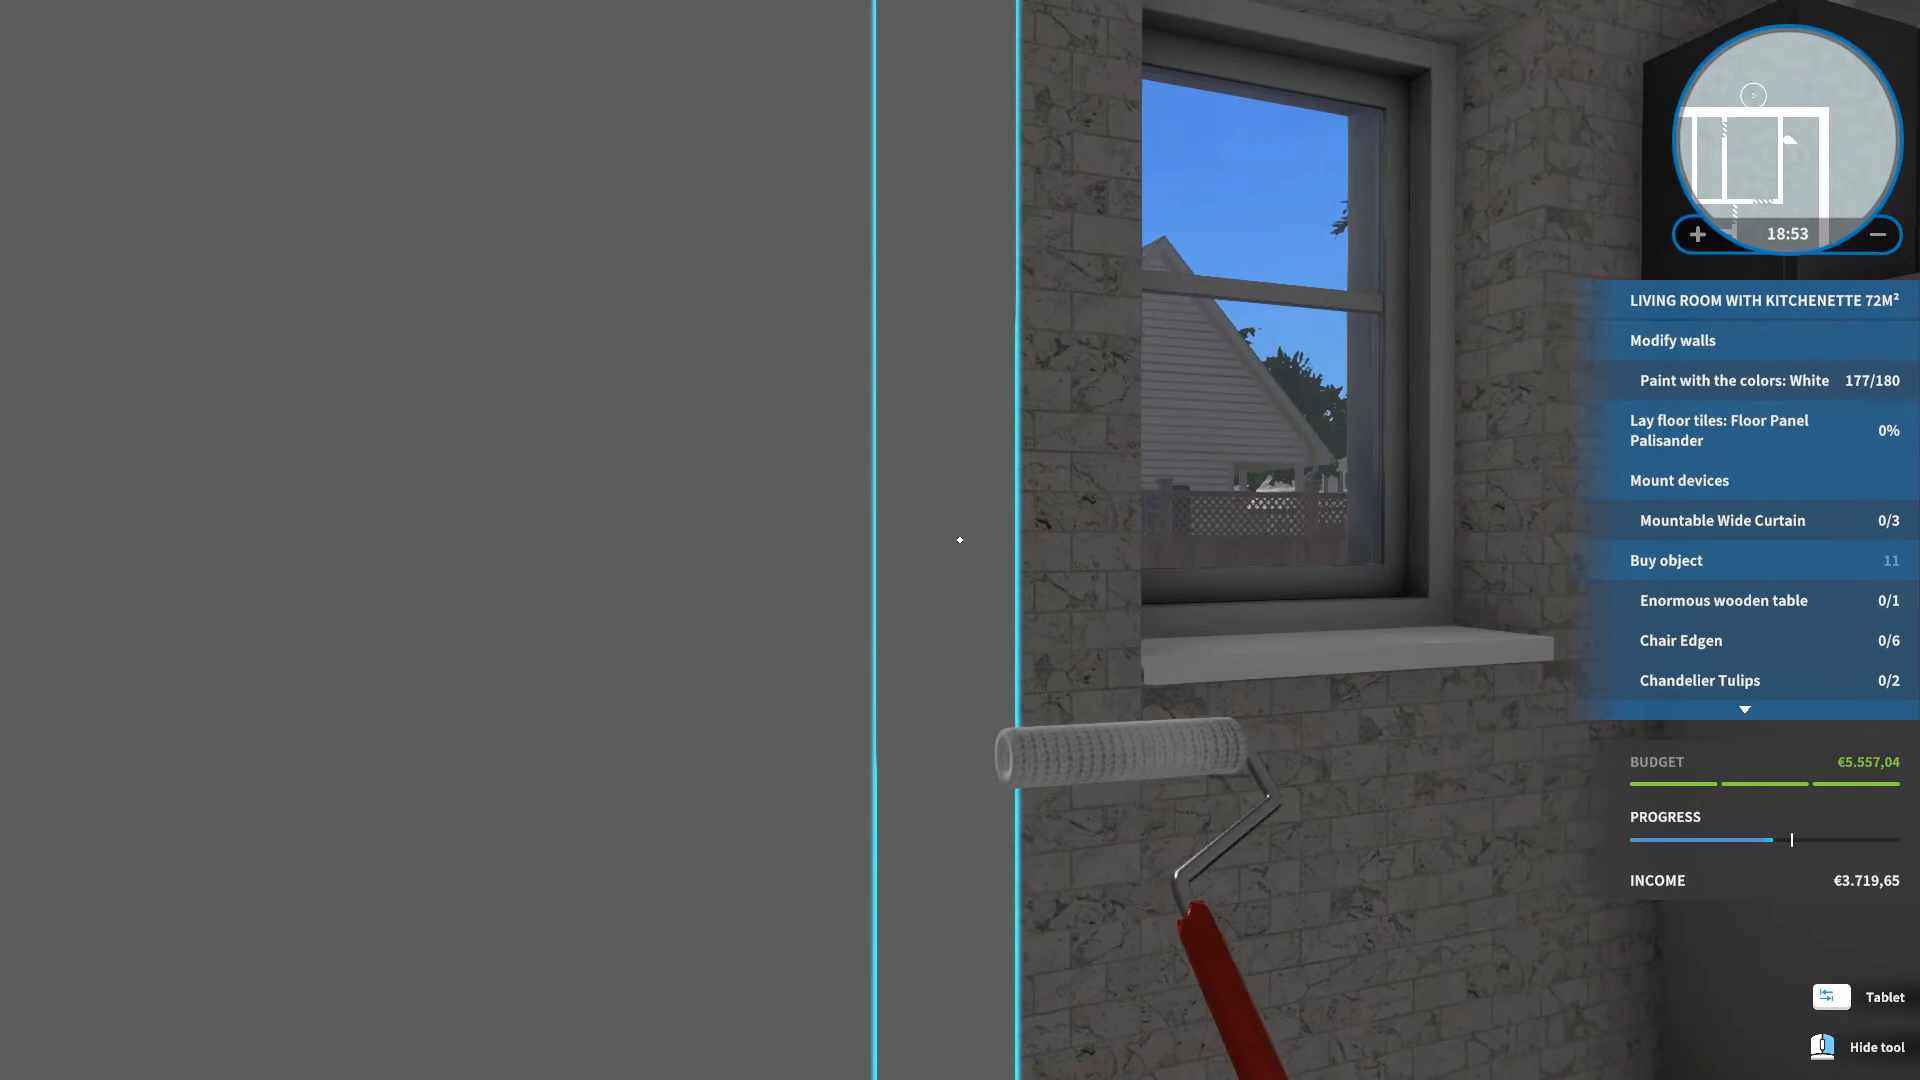 18:53
LIVING ROOM WITH KITCHENETTE 72M²
Modify walls
Paint with the colors: White 177/180
Lay floor tiles: Floor Panel
Palisander 0%
Mount devices
Mountable Wide Curtain 0/3
Buy object 11
Enormous wooden table 0/1
Chair Edgen 0/6
Chandelier Tulips 0/2
BUDGET €5.557,04
PROGRESS
INCOME €3.719,65
Tablet
Hide tool